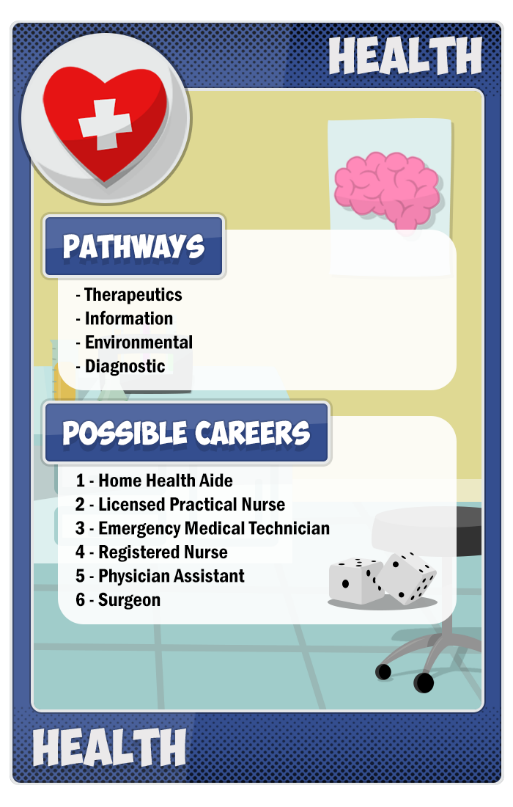 HEALTH
PATHWAYS
- Therapeutics
- Information
- Environmental
- Diagnostic
POSSIBLE CAREERS
1 - Home Health Aide
2 - Licensed Practical Nurse
3 - Emergency Medical Technician
4 - Registered Nurse
5 - Physician Assistant
6 - Surgeon
HEALTH